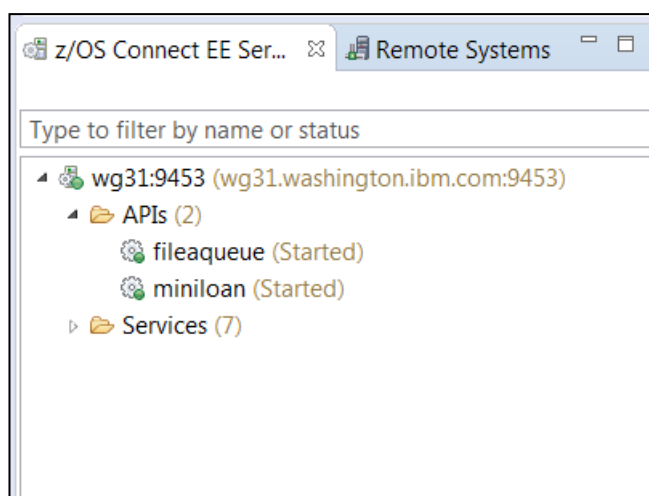 z/OS Connect EE Ser... Remote Systems
Type to filter by name or status
wg31:9453 (wg31.washington.ibm.com:9453)
APIs (2)
fileaqueue (Started)
miniloan (Started)
Services (7)